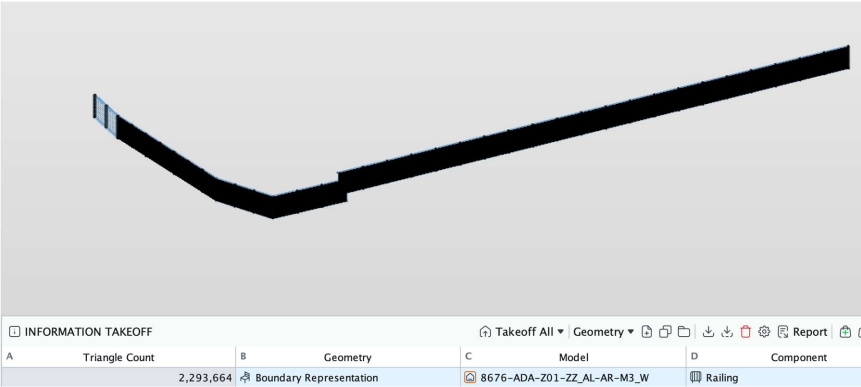 INFORMATION TAKEOFF Takeoff All Geometry Report
A Triangle Count B Geometry C Model D Component
2,293,664 Boundary Representation 8676-ADA-Z01-ZZ_AL-AR-M3_W Railing